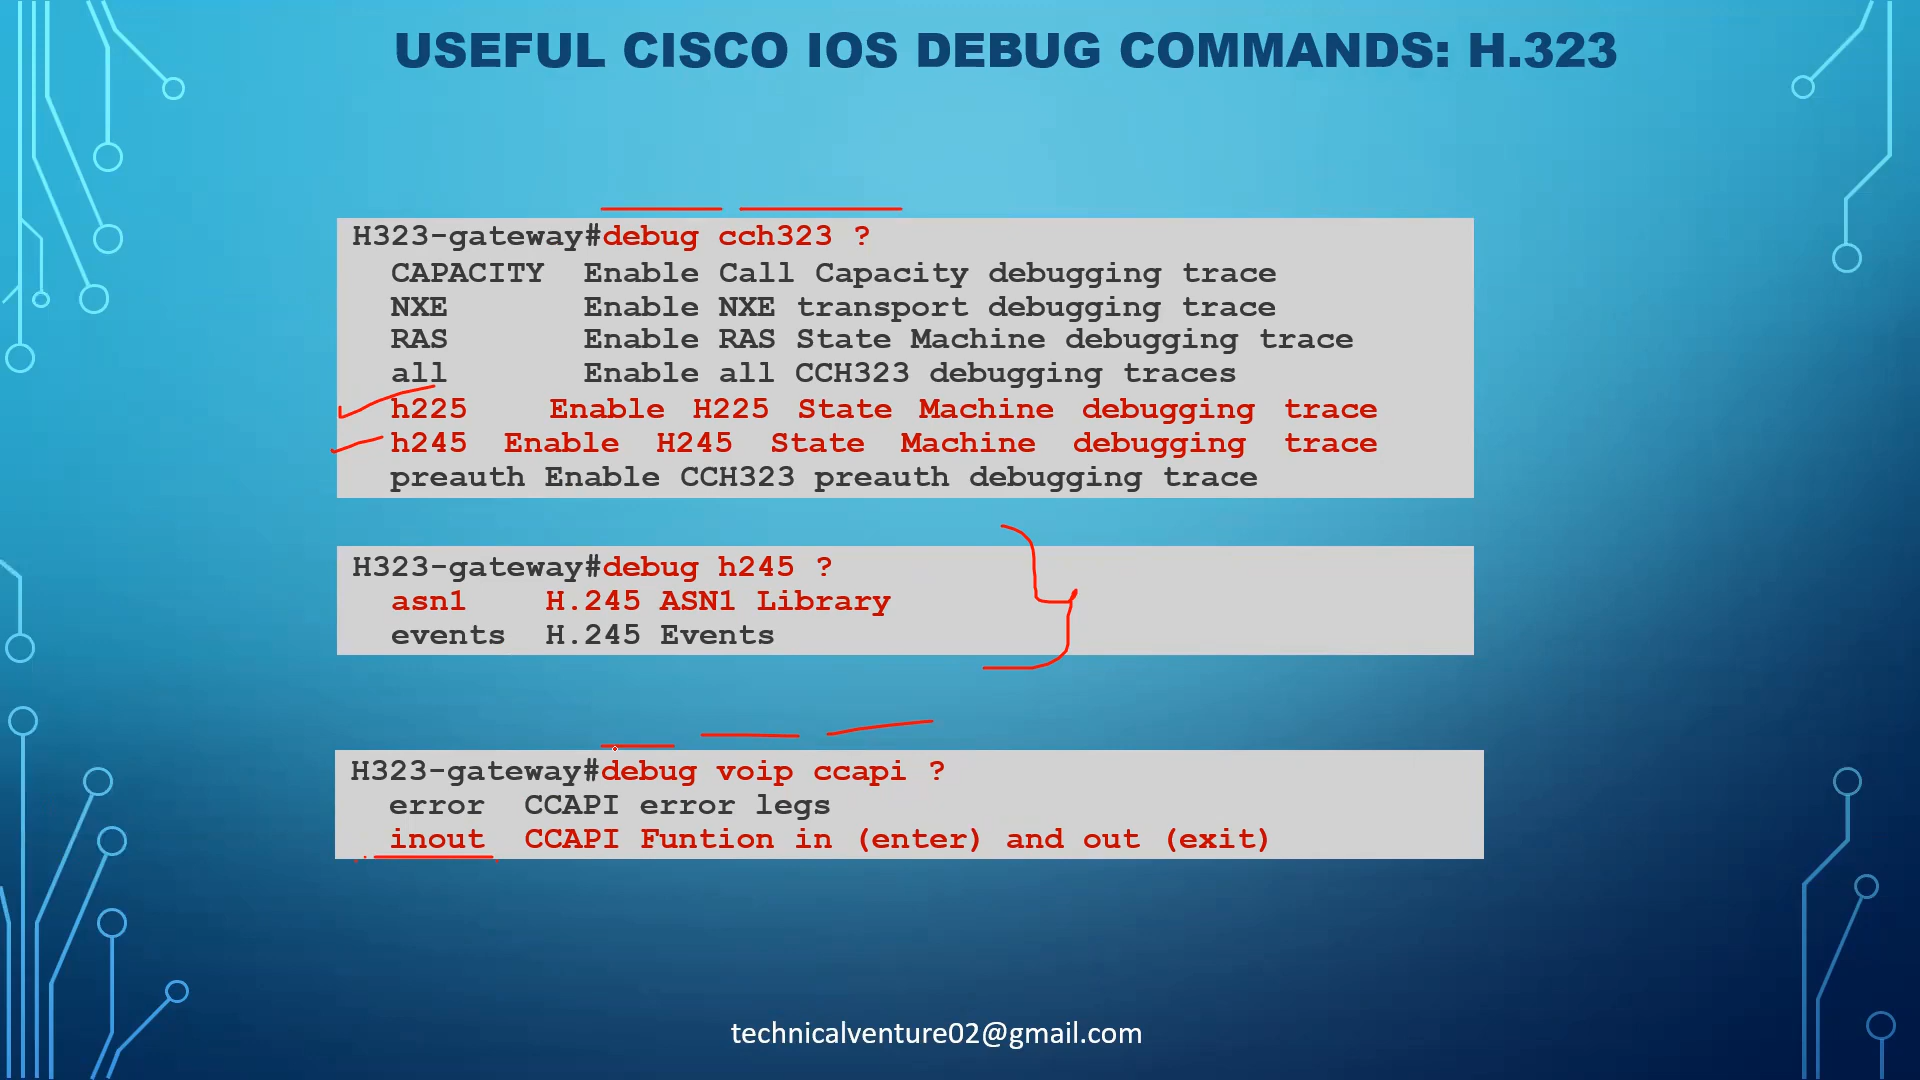 USEFUL CISCO IOS DEBUG COMMANDS: H.323
H323-gateway#debug cch323 ?
CAPACITY Enable Call Capacity debugging trace
NXE Enable NXE transport debugging trace
RAS Enable RAS State Machine debugging trace
all Enable all CCH323 debugging traces
h225 Enable H225 State Machine debugging trace
h245 Enable H245 State Machine debugging trace
preauth Enable CCH323 preauth debugging trace
H323-gateway#debug h245 ?
asn1 H.245 ASN1 Library
events H.245 Events
H323-gateway#debug voip ccapi ?
error CCAPI error legs
inout CCAPI Funtion in (enter) and out (exit)
technicalventure02@gmail.com